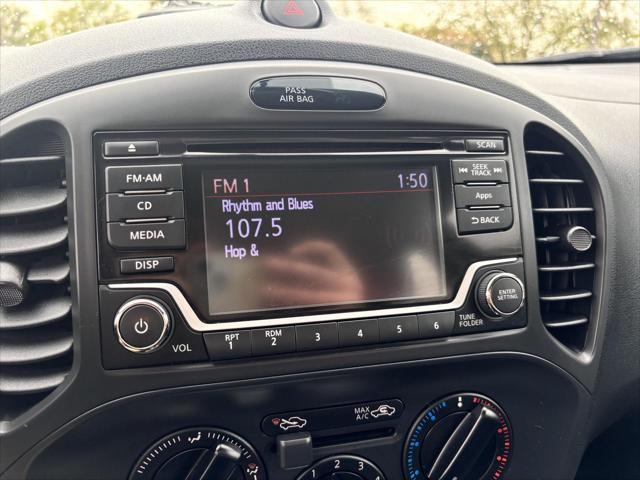 PASS
AIR BAG
SCAN
FM·AM
SEEK
TRACK
CD
Apps
MEDIA
BACK
DISP
FM 1
1:50
Rhythm and Blues
107.5
Hop &
ENTER
SETTING
TUNE
FOLDER
VOL
RPT
1
RDM
2
3
4
5
6
MAX
A/C
1 2 3 4